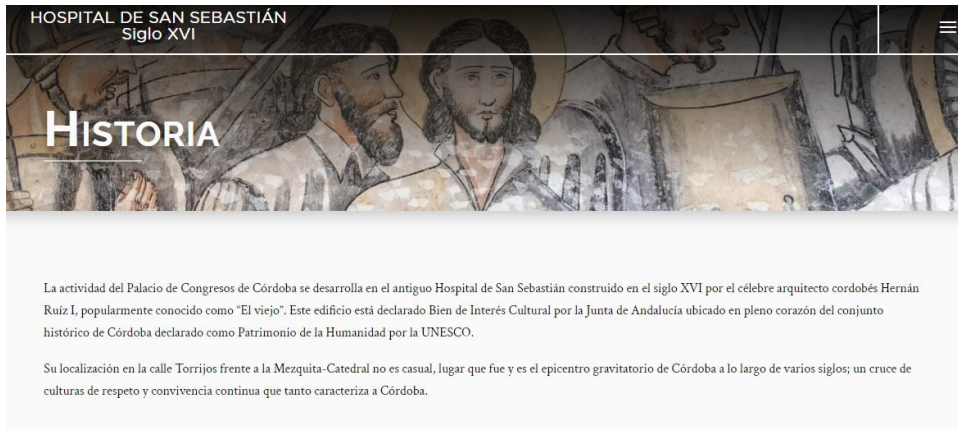 HOSPITAL DE SAN SEBASTIÁN
Siglo XVI
HISTORIA
La actividad del Palacio de Congresos de Córdoba se desarrolla en el antiguo Hospital de San Sebastián construido en el siglo XVI por el célebre arquitecto cordobés Hernán
Ruíz I, popularmente conocido como “El viejo”. Este edificio está declarado Bien de Interés Cultural por la Junta de Andalucía ubicado en pleno corazón del conjunto
histórico de Córdoba declarado como Patrimonio de la Humanidad por la UNESCO.
Su localización en la calle Torrijos frente a la Mezquita-Catedral no es casual, lugar que fue y es el epicentro gravitatorio de Córdoba a lo largo de varios siglos; un cruce de
culturas de respeto y convivencia continua que tanto caracteriza a Córdoba.